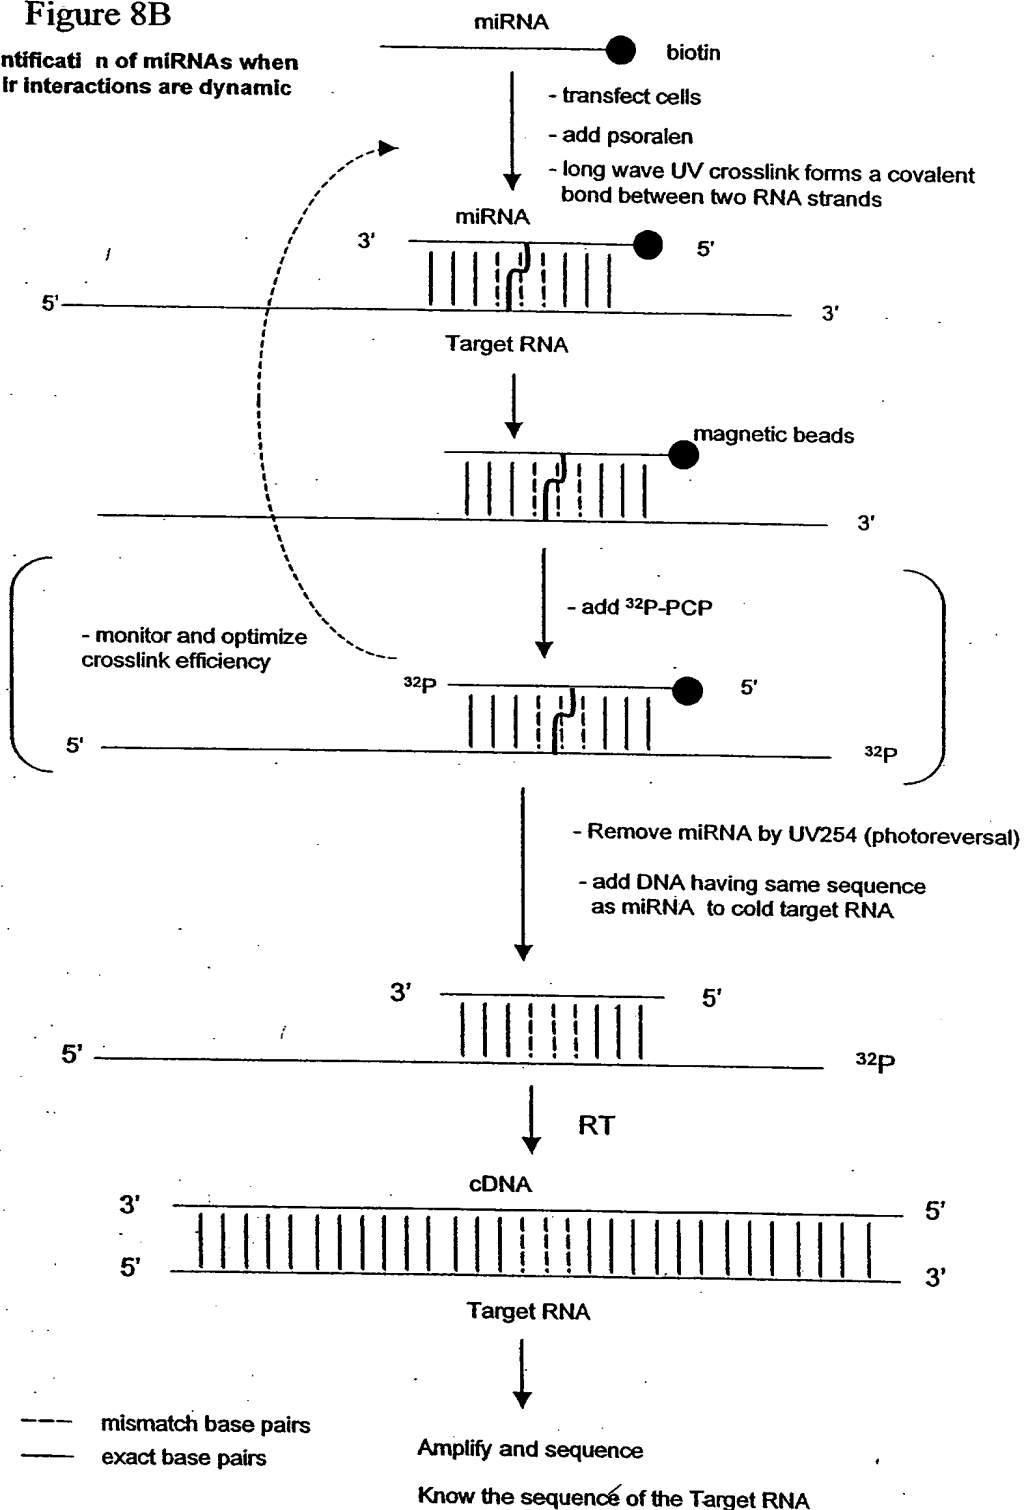 Figure 8B
ntificati n of miRNAs when
ir interactions are dynamic
miRNA
biotin
- transfect cells
- add psoralen
- long wave UV crosslink forms a covalent
bond between two RNA strands
miRNA
3' 5'
5' 3'
Target RNA
magnetic beads
3'
- add ³²P-PCP
- monitor and optimize
crosslink efficiency
³²P 5'
5' ³²P
- Remove miRNA by UV254 (photoreversal)
- add DNA having same sequence
as miRNA to cold target RNA
3' 5'
5' ³²P
RT
cDNA
3' 5'
5' 3'
Target RNA
mismatch base pairs
exact base pairs
Amplify and sequence
Know the sequence of the Target RNA